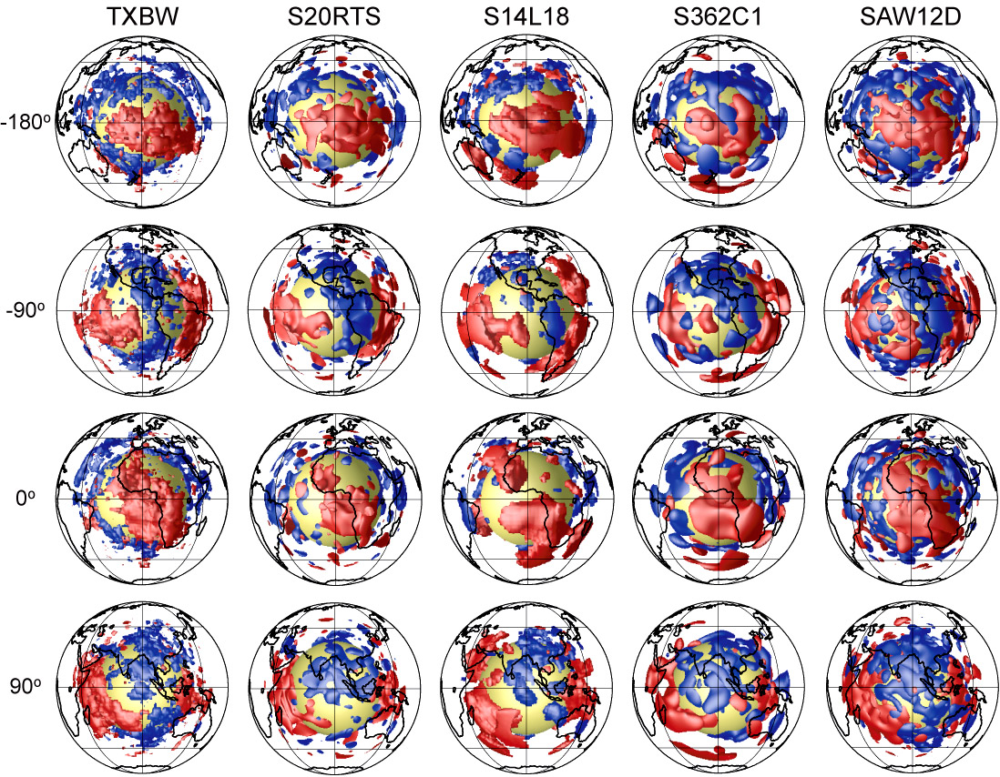 TXBW S20RTS S14L18 S362C1 SAW12D
-180º
-90º
0º
90º